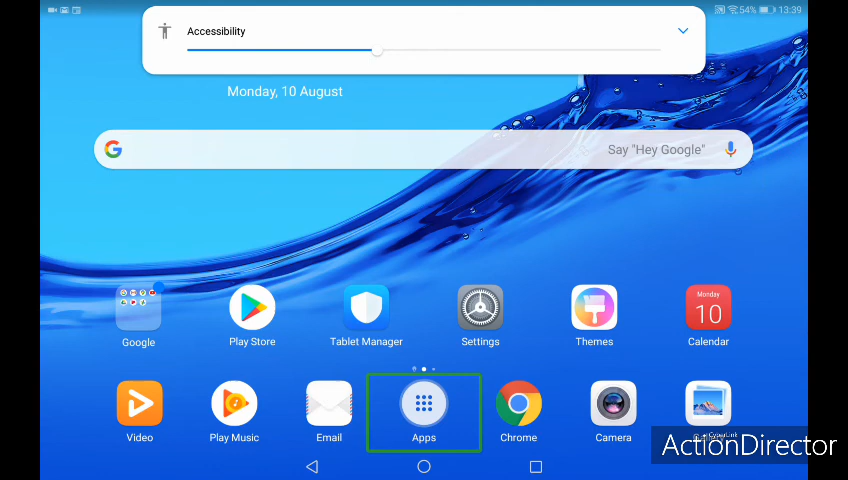 54% 13:39
Accessibility
Monday, 10 August
Say "Hey Google"
Monday
10
Google Play Store Tablet Manager Settings Themes Calendar
Video Play Music Email Apps Chrome Camera
CyberLink
ActionDirector